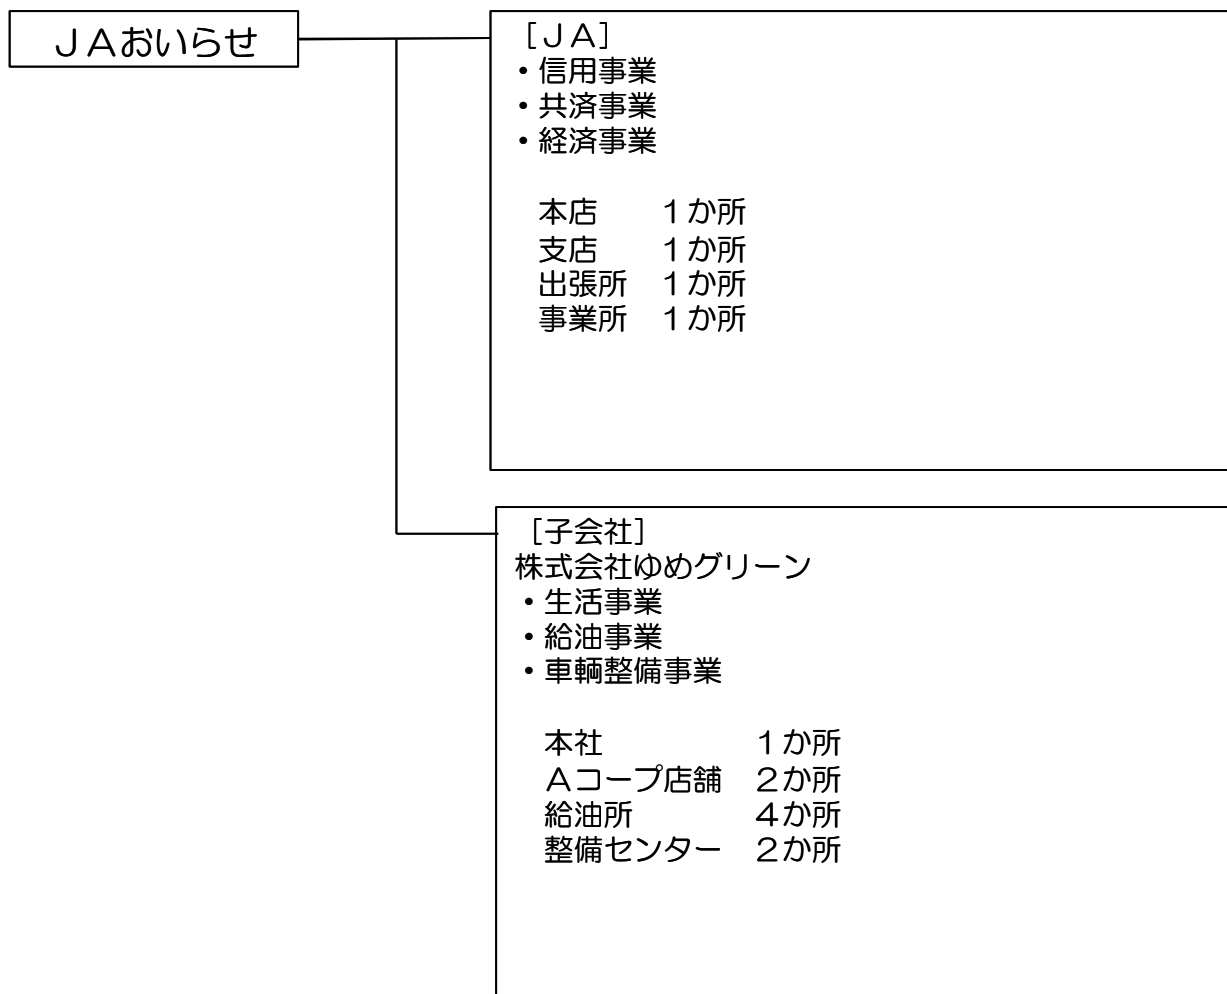 ＪＡおいらせ
［ＪＡ］
・信用事業
・共済事業
・経済事業
本店　　１か所
支店　　１か所
出張所　１か所
事業所　１か所
［子会社］
株式会社ゆめグリーン
・生活事業
・給油事業
・車輌整備事業
本社　　　　　１か所
Ａコープ店舗　２か所
給油所　　　　４か所
整備センター　２か所